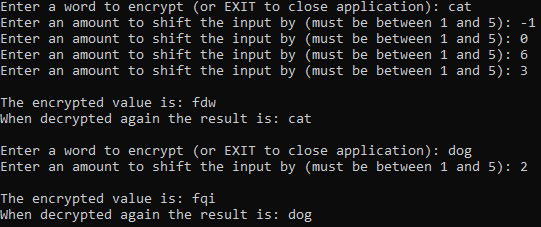 Enter a word to encrypt (or EXIT to close application): cat
Enter an amount to shift the input by (must be between 1 and 5): -1
Enter an amount to shift the input by (must be between 1 and 5): 0
Enter an amount to shift the input by (must be between 1 and 5): 6
Enter an amount to shift the input by (must be between 1 and 5): 3
The encrypted value is: fdw
When decrypted again the result is: cat
Enter a word to encrypt (or EXIT to close application): dog
Enter an amount to shift the input by (must be between 1 and 5): 2
The encrypted value is: fqi
When decrypted again the result is: dog